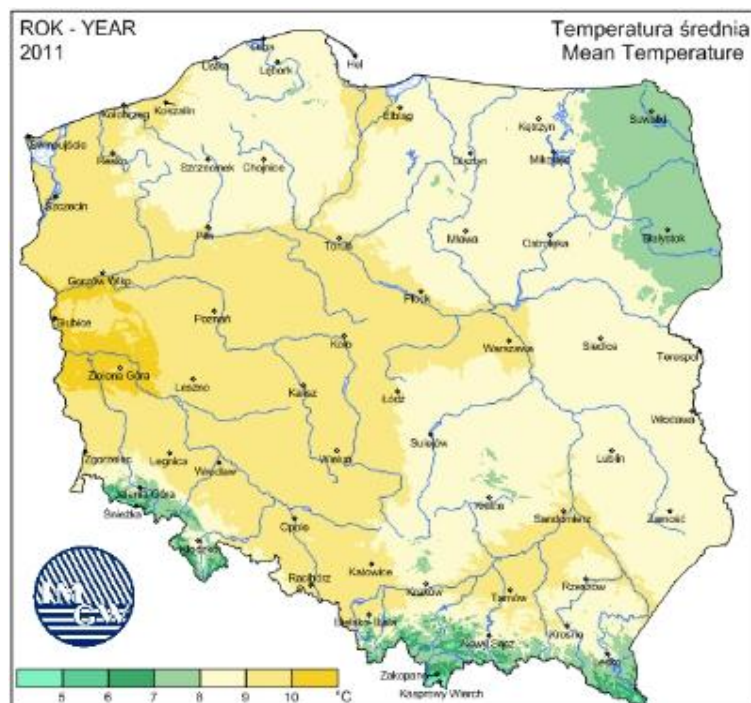 ROK - YEAR
2011
Temperatura średnia
Mean Temperature
Łeba
Hel
Ustka
Lębork
Kołobrzeg
Koszalin
Elbląg
Suwałki
Kętrzyn
Świnoujście
Resko
Szczecinek
Chojnice
Olsztyn
Mikołajki
Szczecin
Piła
Toruń
Mława
Ostrołęka
Białystok
Gorzów Wlkp.
Płock
Słubice
Poznań
Koło
Warszawa
Siedlce
Terespol
Zielona Góra
Leszno
Kalisz
Łódź
Włodawa
Sulejów
Zgorzelec
Legnica
Wrocław
Wieluń
Lublin
Jelenia Góra
Kielce
Śnieżka
Opole
Sandomierz
Zamość
Kłodzko
Racibórz
Katowice
Kraków
Tarnów
Rzeszów
Bielsko-Biała
Nowy Sącz
Krosno
Lesko
IMGW
Zakopane
Kasprowy Wierch
5 6 7 8 9 10 °C